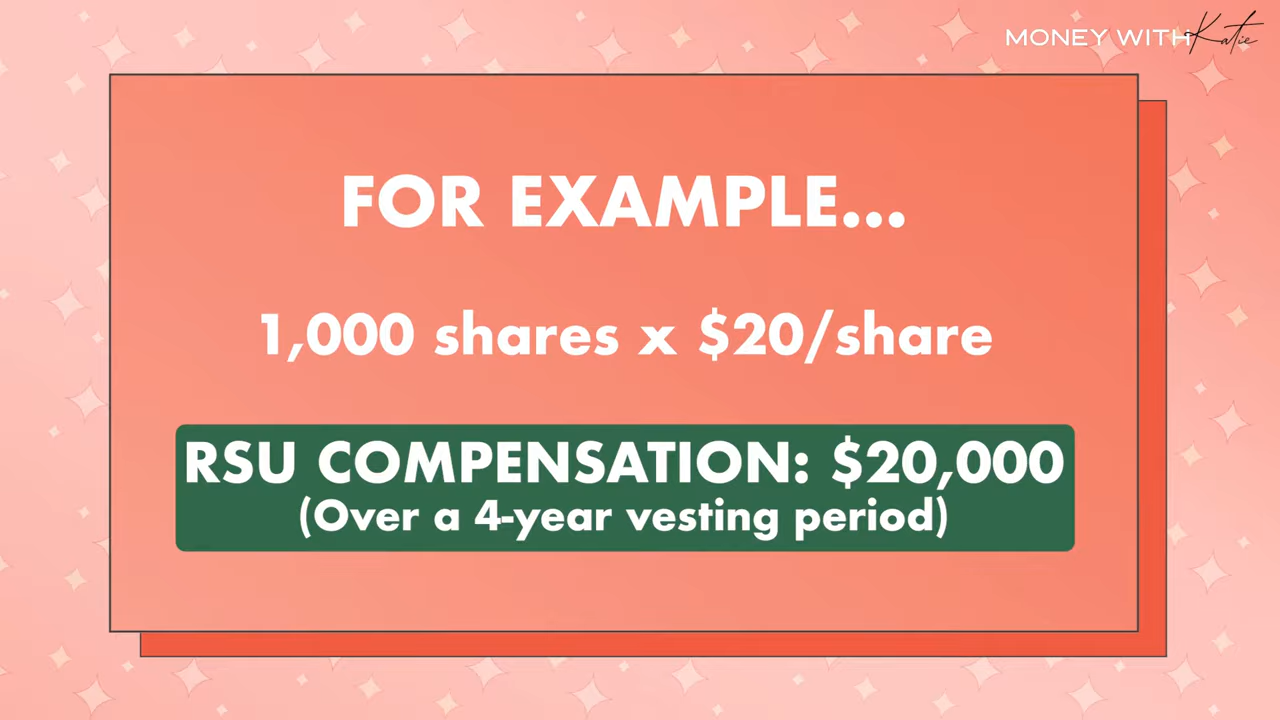 MONEY WITH Katie
FOR EXAMPLE...
1,000 shares x $20/share
RSU COMPENSATION: $20,000
(Over a 4-year vesting period)